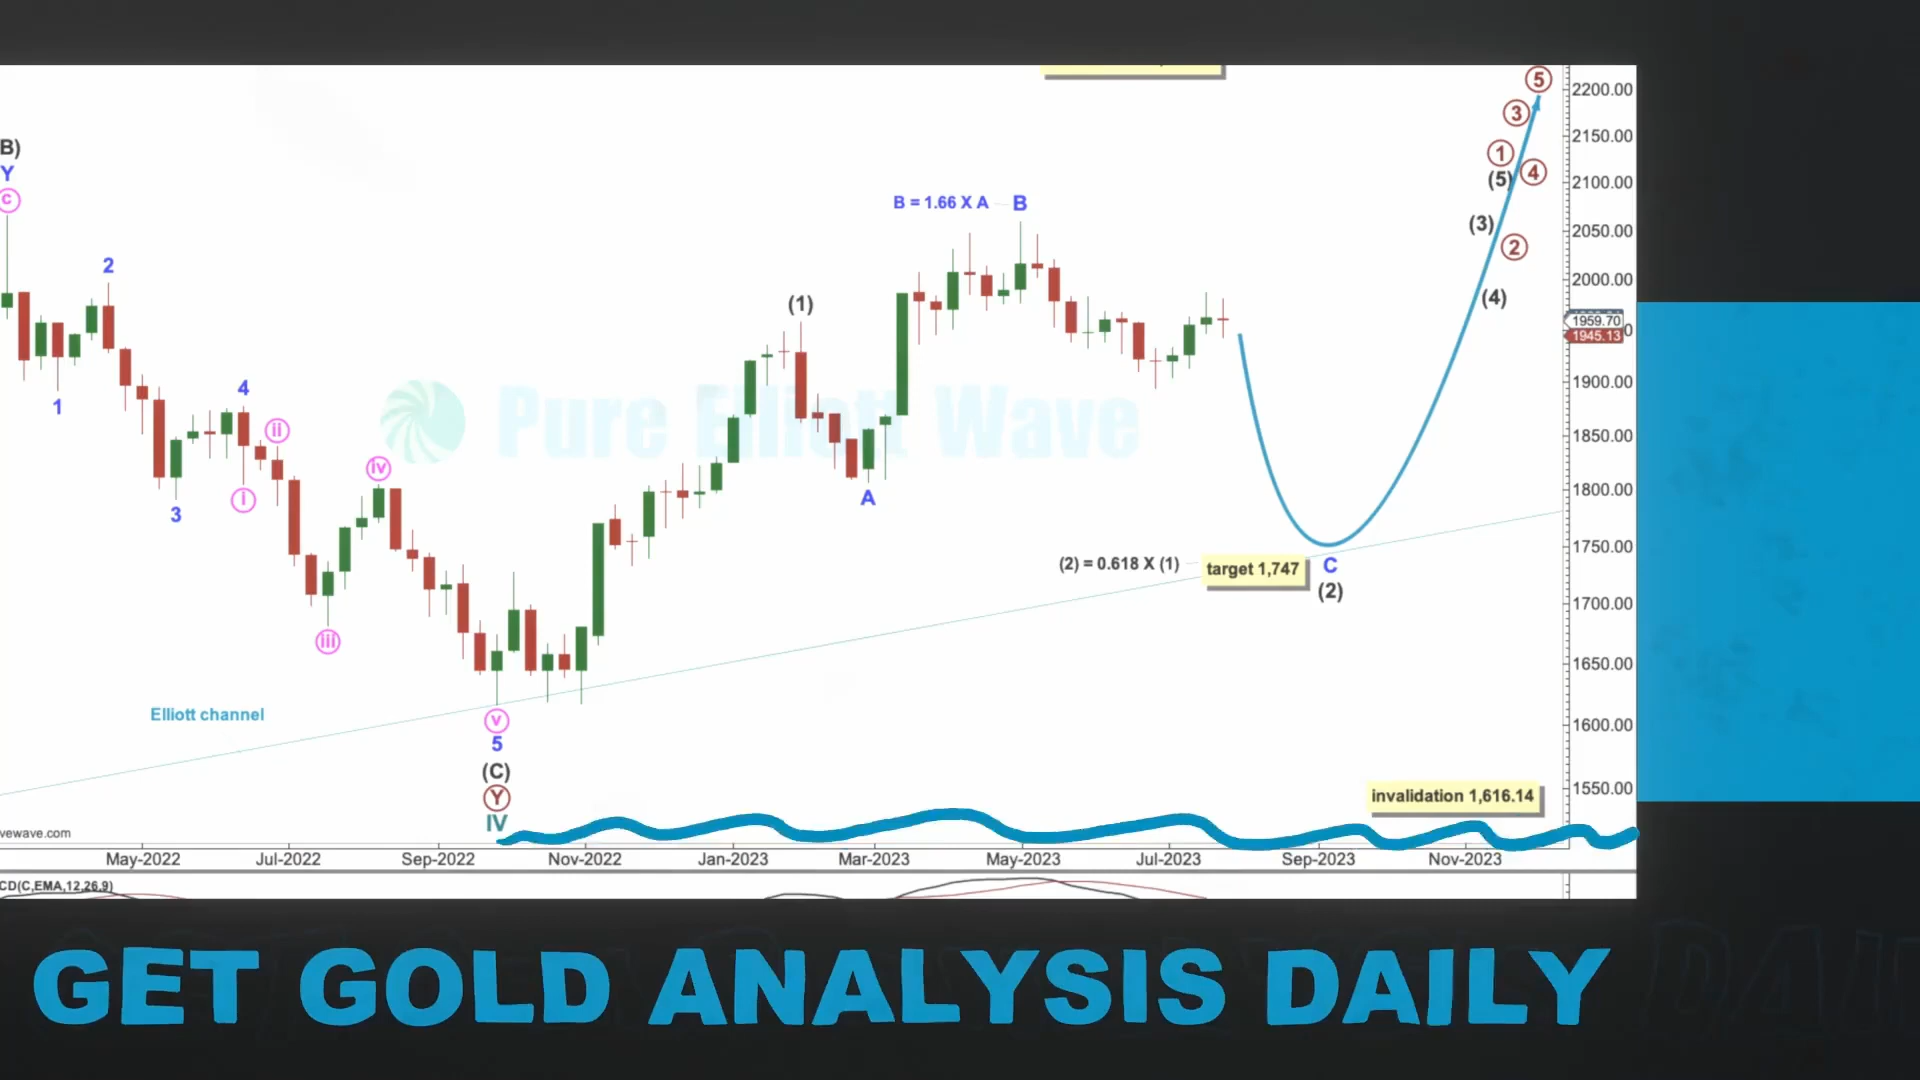 5
2200.00
3
2150.00
B)
1
Y
4
(5)
2100.00
c
B = 1.66 X A
B
(3)
2050.00
2
2
2000.00
(4)
(1)
1959.70
1945.13
4
1900.00
1
ii
Pure Elliott Wave
1850.00
iv
i
A
1800.00
3
1750.00
(2) = 0.618 X (1)
target 1,747
C
(2)
1700.00
iii
1650.00
Elliott channel
v
1600.00
5
(C)
Y
1550.00
invalidation 1,616.14
IV
vewave.com
May-2022
Jul-2022
Sep-2022
Nov-2022
Jan-2023
Mar-2023
May-2023
Jul-2023
Sep-2023
Nov-2023
CD(C,EMA,12,26,9)
GET GOLD ANALYSIS DAILY